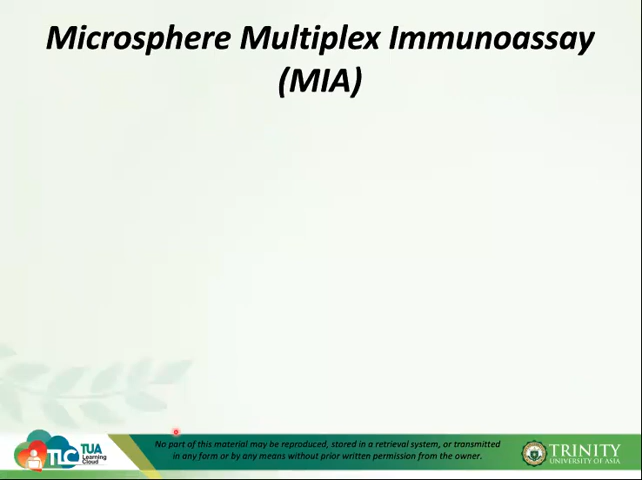 Microsphere Multiplex Immunoassay
(MIA)
No part of this material may be reproduced, stored in a retrieval system, or transmitted
in any form or by any means without prior written permission from the owner.
TLC
TUA
Learning
Cloud
TRINITY
UNIVERSITY OF ASIA